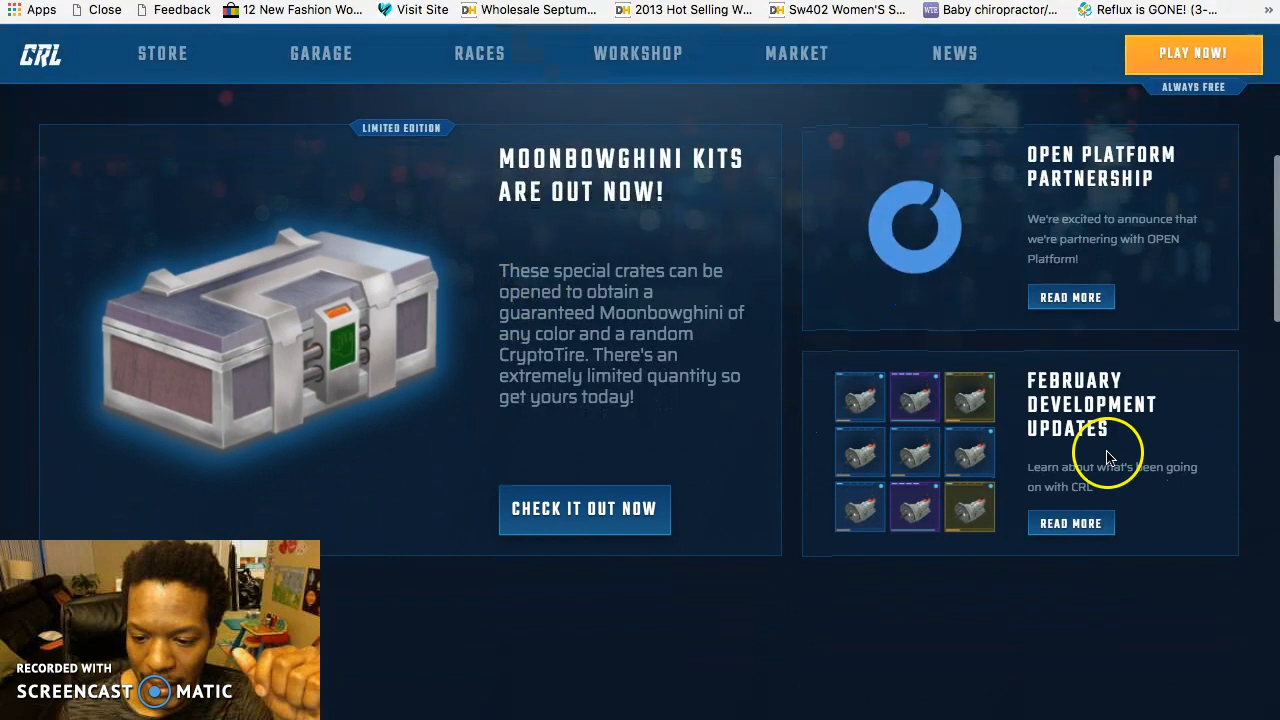 Apps Close Feedback 12 New Fashion Wo... Visit Site Wholesale Septum... 2013 Hot Selling W... Sw402 Women'S S... Baby chiropractor/... Reflux is GONE! (3-... »
CRL STORE GARAGE RACES WORKSHOP MARKET NEWS PLAY NOW!
ALWAYS FREE
LIMITED EDITION
MOONBOWGHINI KITS
ARE OUT NOW!
These special crates can be
opened to obtain a
guaranteed Moonbowghini of
any color and a random
CryptoTire. There's an
extremely limited quantity so
get yours today!
CHECK IT OUT NOW
OPEN PLATFORM
PARTNERSHIP
We're excited to announce that
we're partnering with OPEN
Platform!
READ MORE
FEBRUARY
DEVELOPMENT
UPDATES
Learn about what's been going
on with CRL
READ MORE
RECORDED WITH
SCREENCAST MATIC